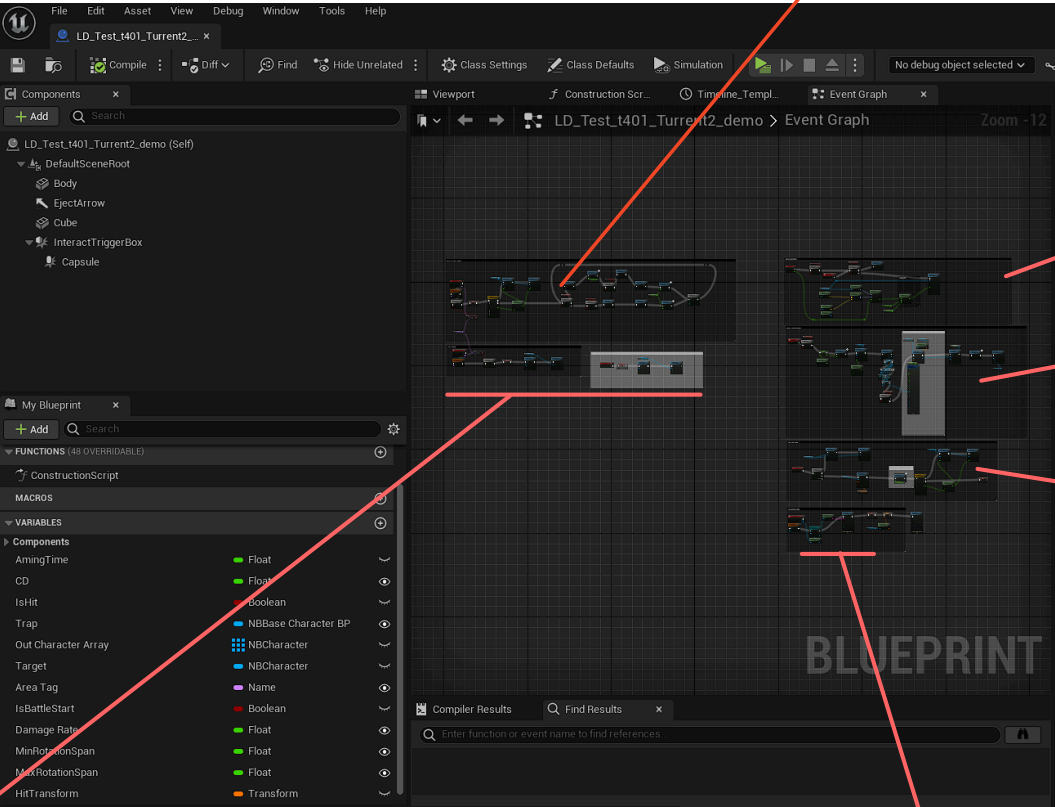 File Edit Asset View Debug Window Tools Help
LD_Test_t401_Turrent2_...
Compile Diff Find Hide Unrelated Class Settings Class Defaults Simulation No debug object selected
Components
Viewport Construction Scr... Timeline_Templ... Event Graph
Add Search
LD_Test_t401_Turrent2_demo > Event Graph Zoom -12
LD_Test_t401_Turrent2_demo (Self)
DefaultSceneRoot
Body
EjectArrow
Cube
InteractTriggerBox
Capsule
My Blueprint
Add Search
FUNCTIONS (48 OVERRIDABLE)
ConstructionScript
MACROS
VARIABLES
Components
AmingTime Float
CD Float
IsHit Boolean
Trap NBBase Character BP
Out Character Array NBCharacter
Target NBCharacter
Area Tag Name
IsBattleStart Boolean
Damage Rate Float
MinRotationSpan Float
MaxRotationSpan Float
HitTransform Transform
BLUEPRINT
Compiler Results Find Results
Enter function or event name to find references